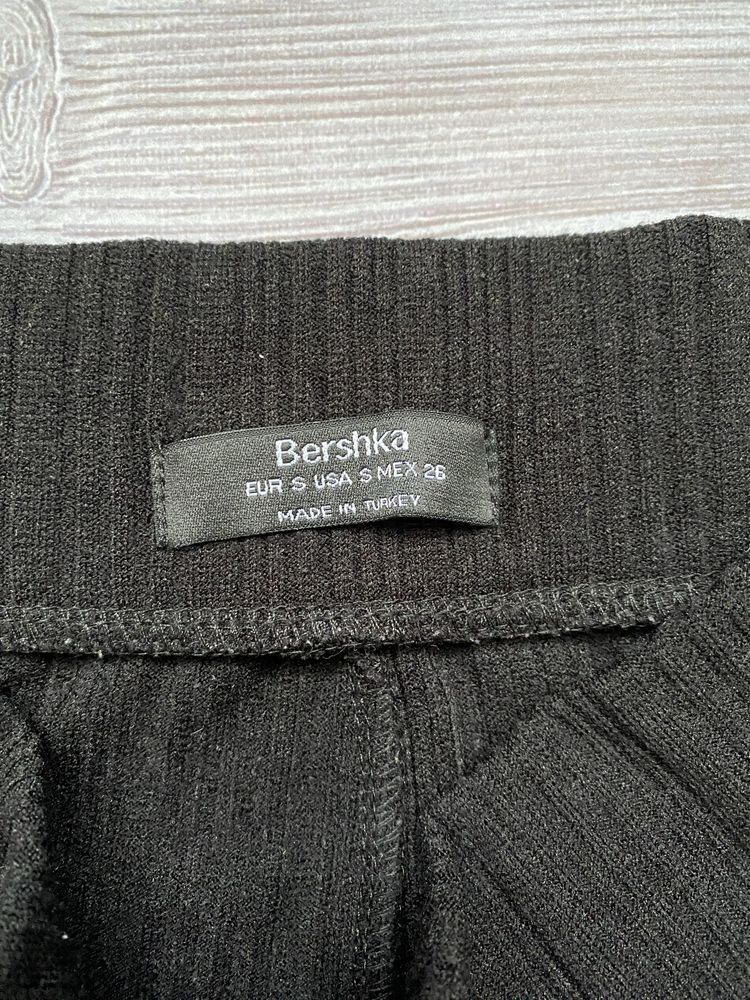 Bershka
EUR S USA S MEX 26
MADE IN TURKEY